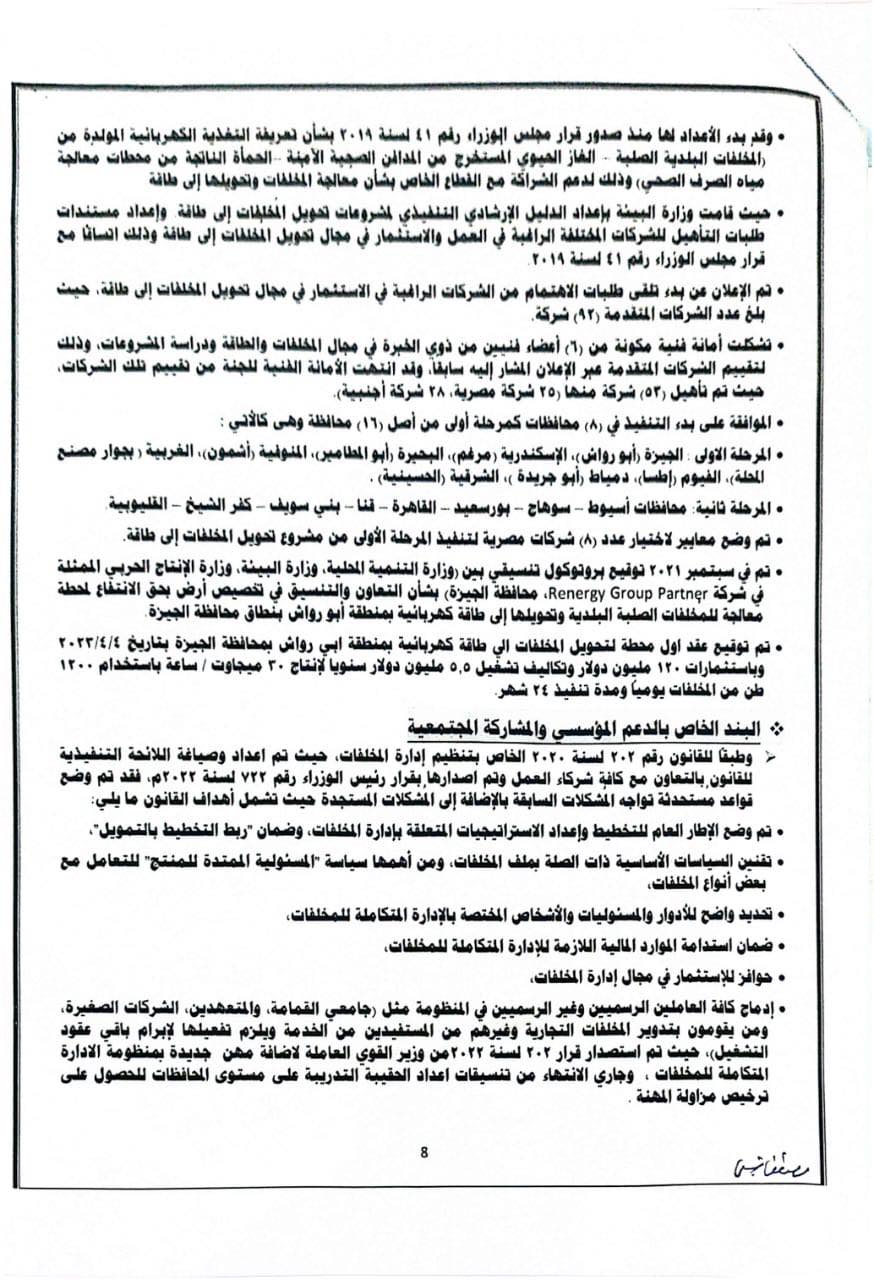 • وقد بدء الأعداد لها منذ صدور قرار مجلس الوزراء رقم ٤١ لسنة ٢٠١٩ بشأن تعريفة التغذية الكهربائية المولدة من
(المخلفات البلدية الصلبة – الغاز الحيوي المستخرج من المدافن الصحية الآمنة –الحمأة الناتجة من محطات معالجة
مياه الصرف الصحي) وذلك لدعم الشراكة مع القطاع الخاص بشأن معالجة المخلفات وتحويلها إلى طاقة
• حيث قامت وزارة البيئة بإعداد الدليل الإرشادي التنفيذي لمشروعات تحويل المخلفات إلى طاقة. وإعداد مستندات
طلبات التأهيل للشركات المختلفة الراغبة في العمل والاستثمار في مجال تحويل المخلفات إلى طاقة وذلك اتساقا مع
قرار مجلس الوزراء رقم ٤١ لسنة ٢٠١٩.
• تم الإعلان عن بدء تلقى طلبات الاهتمام من الشركات الراغبة في الاستثمار في مجال تحويل المخلفات إلى طاقة، حيث
بلغ عدد الشركات المتقدمة (٩٢) شركة.
• تشكلت أمانة فنية مكونة من (٦) أعضاء فنيين من ذوي الخبرة في مجال المخلفات والطاقة ودراسة المشروعات، وذلك
لتقييم الشركات المتقدمة عبر الإعلان المشار إليه سابقاً، وقد انتهت الأمانة الفنية للجنة من تقييم تلك الشركات،
حيث تم تأهيل (٥٣) شركة منها (٢٥ شركة مصرية، ٢٨ شركة أجنبية).
• الموافقة على بدء التنفيذ في (٨) محافظات كمرحلة أولى من أصل (١٦) محافظة وهى كالآتي :
• المرحلة الاولى : الجيزة (أبو رواش)، الإسكندرية (مرغم)، البحيرة (أبو المطامير)، المنوفية (أشمون)، الغربية (بجوار مصنع
المحلة)، الفيوم (إطسا)، دمياط (أبو جريدة )، الشرقية (الحسينية) .
• المرحلة ثانية: محافظات أسيوط – سوهاج – بورسعيد – القاهرة – قنا – بني سويف – كفر الشيخ – القليوبية.
• تم وضع معايير لاختيار عدد (٨) شركات مصرية لتنفيذ المرحلة الأولى من مشروع تحويل المخلفات إلى طاقة.
• تم في سبتمبر ٢٠٢١ توقيع بروتوكول تنسيقي بين (وزارة التنمية المحلية، وزارة البيئة، وزارة الإنتاج الحربي الممثلة
في شركة Renergy Group Partner، محافظة الجيزة) بشأن التعاون والتنسيق في تخصيص أرض بحق الانتفاع لمحطة
معالجة للمخلفات الصلبة البلدية وتحويلها إلى طاقة كهربائية بمنطقة أبو رواش بنطاق محافظة الجيزة.
• تم توقيع عقد اول محطة لتحويل المخلفات الي طاقة كهربائية بمنطقة ابي رواش بمحافظة الجيزة بتاريخ ٢٠٢٣/٤/٤
وباستثمارات ١٢٠ مليون دولار وتكاليف تشغيل ٥,٥ مليون دولار سنويا لإنتاج ٣٠ ميجاوت / ساعة باستخدام ١٢٠٠
طن من المخلفات يومياً ومدة تنفيذ ٢٤ شهر.
❖ البند الخاص بالدعم المؤسسي والمشاركة المجتمعية
➢ وطبقا للقانون رقم ٢٠٢ لسنة ٢٠٢٠ الخاص بتنظيم إدارة المخلفات، حيث تم اعداد وصياغة اللائحة التنفيذية
للقانون بالتعاون مع كافة شركاء العمل وتم اصدارها بقرار رئيس الوزراء رقم ٧٢٢ لسنة ٢٠٢٢م، فقد تم وضع
قواعد مستحدثة تواجه المشكلات السابقة بالإضافة إلى المشكلات المستجدة حيث تشمل أهداف القانون ما يلي:
• تم وضع الإطار العام للتخطيط وإعداد الاستراتيجيات المتعلقة بإدارة المخلفات، وضمان "ربط التخطيط بالتمويل"،
• تقنين السياسات الأساسية ذات الصلة بملف المخلفات، ومن أهمها سياسة "المسئولية الممتدة للمنتج" للتعامل مع
بعض أنواع المخلفات،
• تحديد واضح للأدوار والمسئوليات والأشخاص المختصة بالإدارة المتكاملة للمخلفات،
• ضمان استدامة الموارد المالية اللازمة للإدارة المتكاملة للمخلفات،
• حوافز للإستثمار في مجال إدارة المخلفات،
• إدماج كافة العاملين الرسميين وغير الرسميين في المنظومة مثل (جامعي القمامة، والمتعهدين، الشركات الصغيرة،
ومن يقومون بتدوير المخلفات التجارية وغيرهم من المستفيدين من الخدمة ويلزم تفعيلها لإبرام باقي عقود
التشغيل)، حيث تم استصدار قرار ٢٠٢ لسنة ٢٠٢٢من وزير القوي العاملة لاضافة مهن جديدة بمنظومة الادارة
المتكاملة للمخلفات ، وجاري الانتهاء من تنسيقات اعداد الحقيبة التدريبة على مستوى المحافظات للحصول على
ترخيص مزاولة المهنة .
8